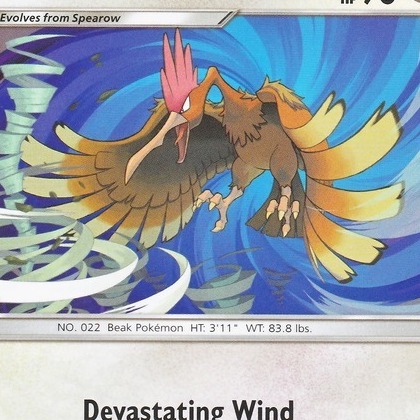 Evolves from Spearow
NO. 022 Beak Pokémon HT: 3'11" WT: 83.8 lbs.
Devastating Wind